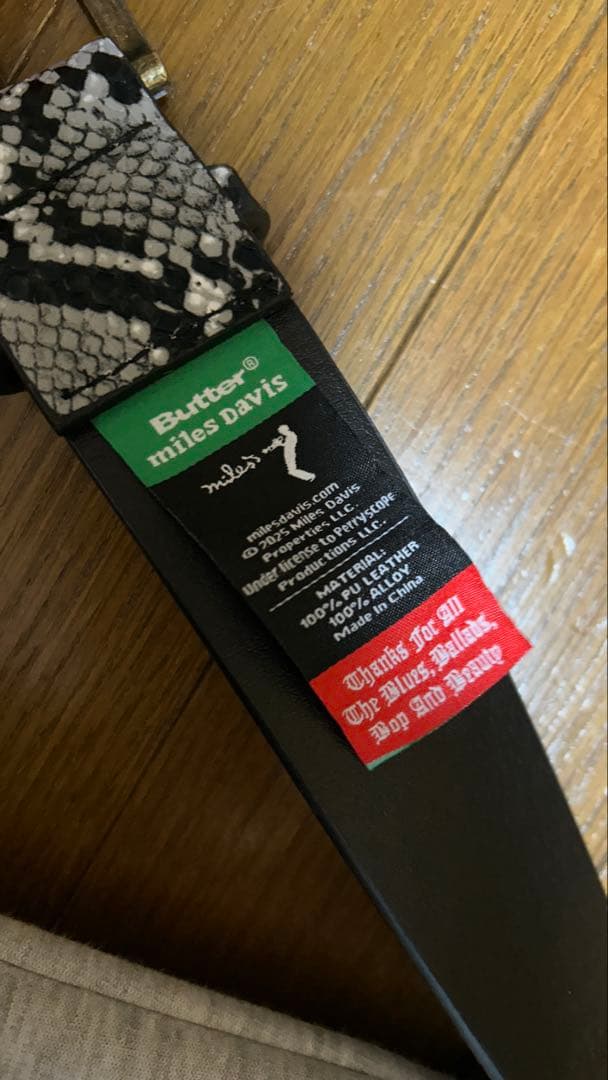 Butter®
miles Davis
miles
milesdavis.com
© 2025 Miles Davis
Properties LLC.
Under license to Perryscope
Productions LLC.
MATERIAL:
100% PU LEATHER
100% ALLOY
Made in China
Thanks For All
The Blues, Ballads,
Bop And Beauty